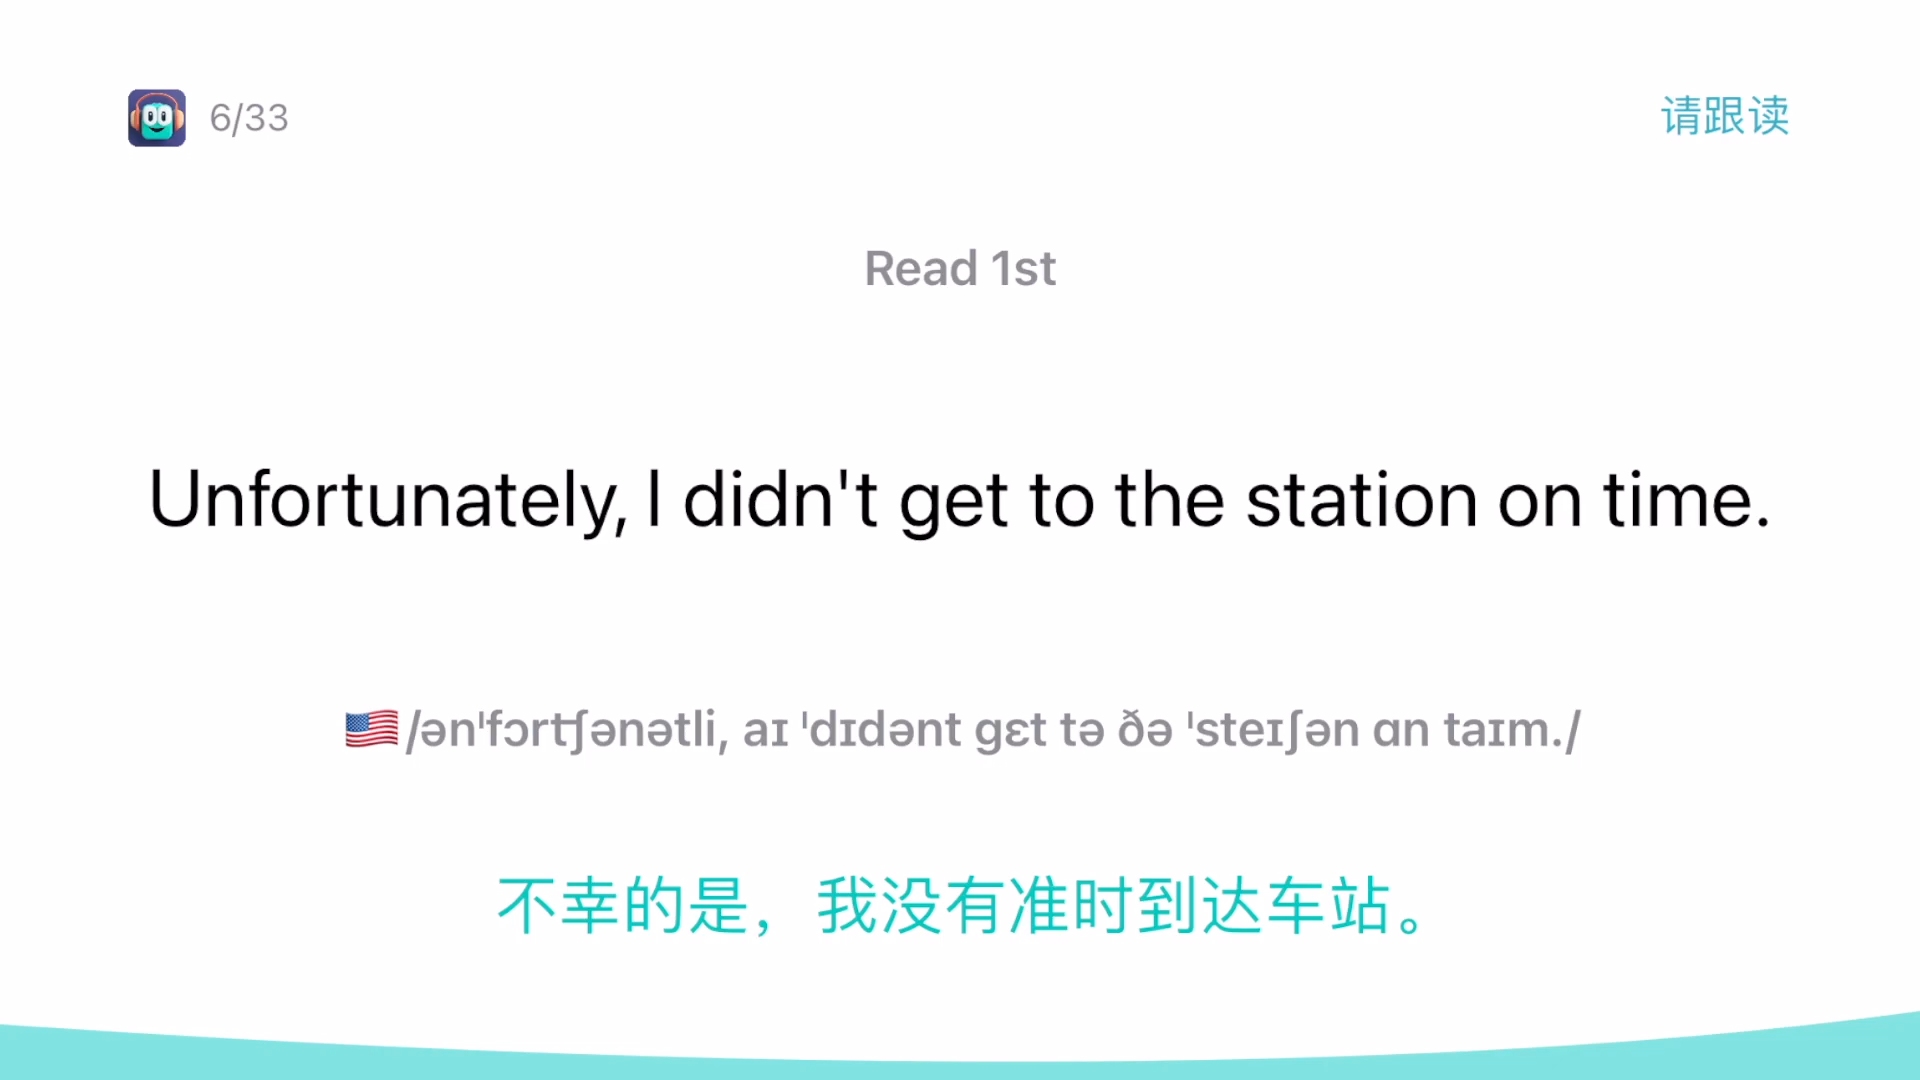 6/33
请跟读
Read 1st
Unfortunately, I didn't get to the station on time.
/ənˈfɔrʧənətli, aɪ ˈdɪdənt gɛt tə ðə ˈsteɪʃən ɑn taɪm./
不幸的是，我没有准时到达车站。